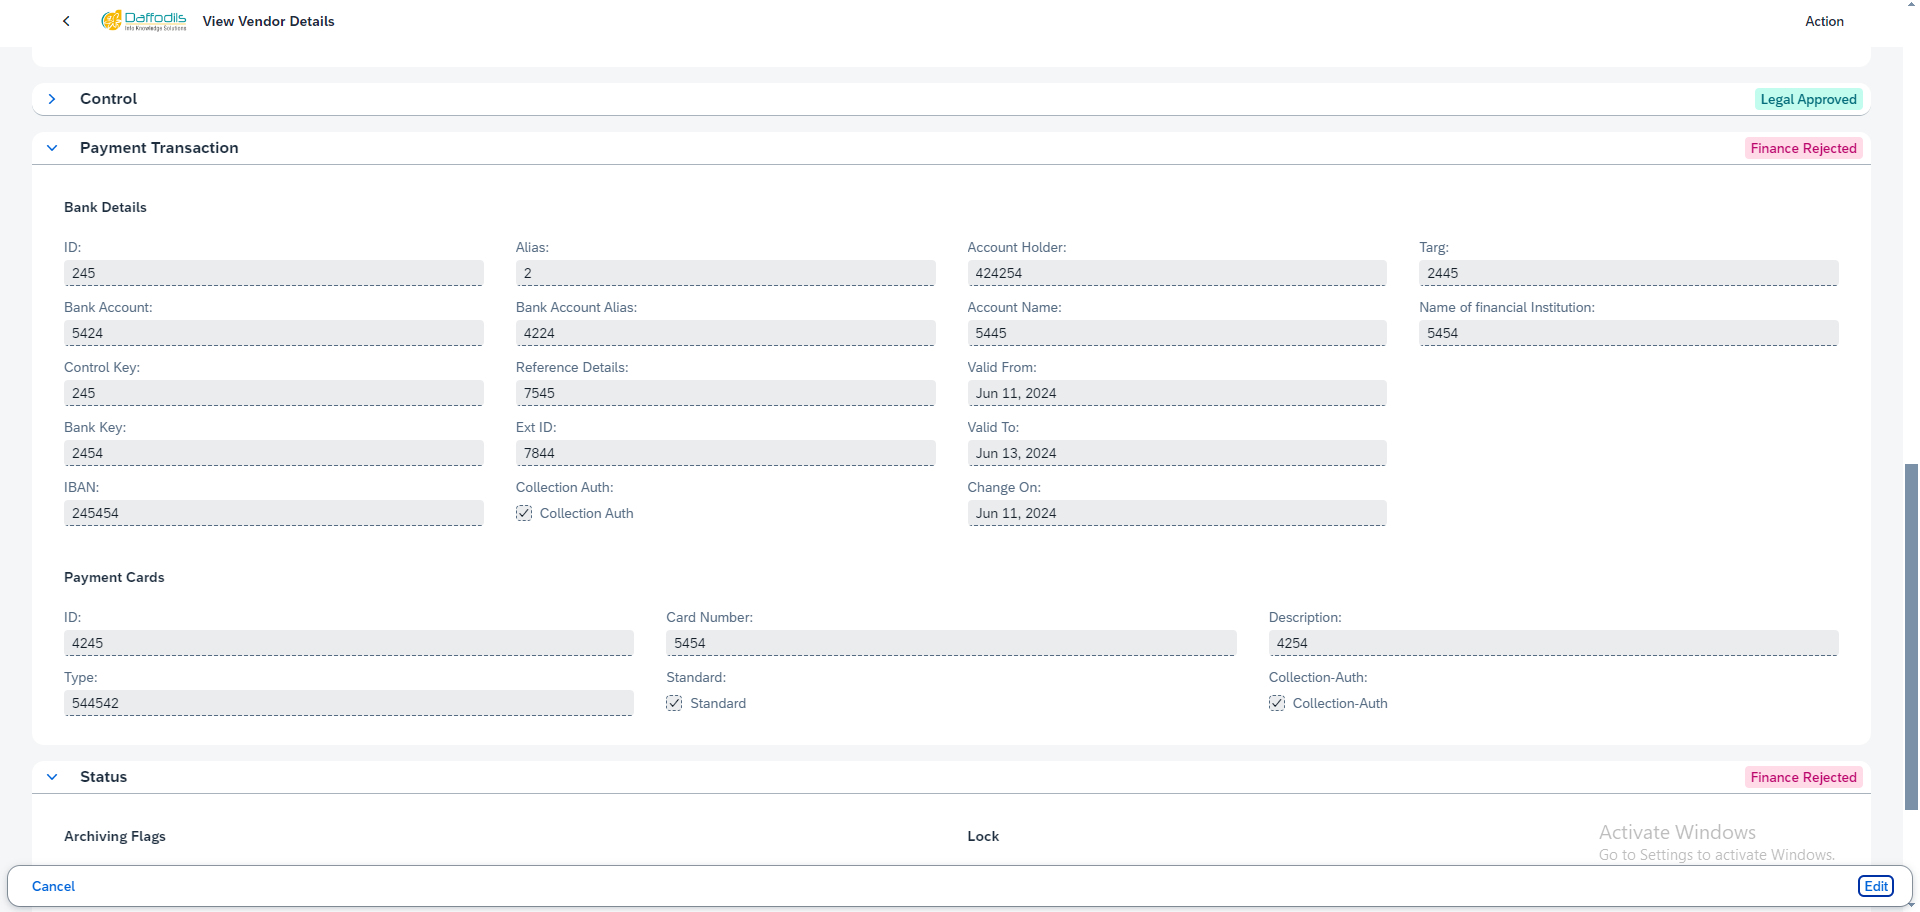 Daffodils
Info Knowledge Solutions
View Vendor Details
Action
Control
Legal Approved
Payment Transaction
Finance Rejected
Bank Details
ID:
Alias:
Account Holder:
Targ:
245
2
424254
2445
Bank Account:
Bank Account Alias:
Account Name:
Name of financial Institution:
5424
4224
5445
5454
Control Key:
Reference Details:
Valid From:
245
7545
Jun 11, 2024
Bank Key:
Ext ID:
Valid To:
2454
7844
Jun 13, 2024
IBAN:
Collection Auth:
Change On:
245454
Collection Auth
Jun 11, 2024
Payment Cards
ID:
Card Number:
Description:
4245
5454
4254
Type:
Standard:
Collection-Auth:
544542
Standard
Collection-Auth
Status
Finance Rejected
Archiving Flags
Lock
Activate Windows
Go to Settings to activate Windows.
Cancel
Edit